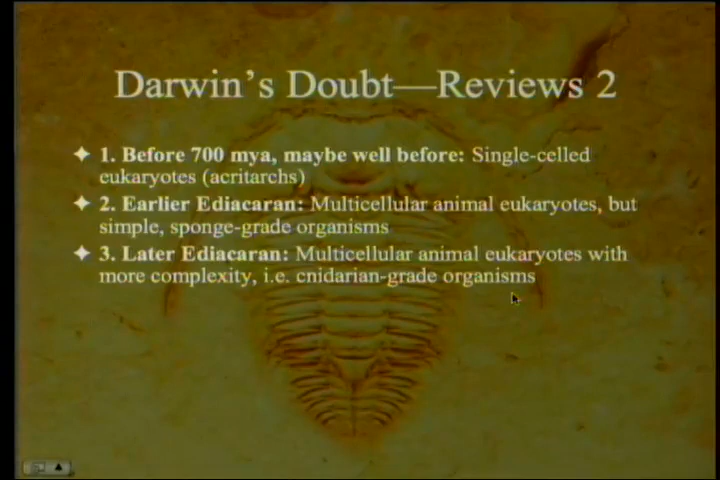 Darwin's Doubt—Reviews 2
✦ 1. Before 700 mya, maybe well before: Single-celled
eukaryotes (acritarchs)
✦ 2. Earlier Ediacaran: Multicellular animal eukaryotes, but
simple, sponge-grade organisms
✦ 3. Later Ediacaran: Multicellular animal eukaryotes with
more complexity, i.e. cnidarian-grade organisms